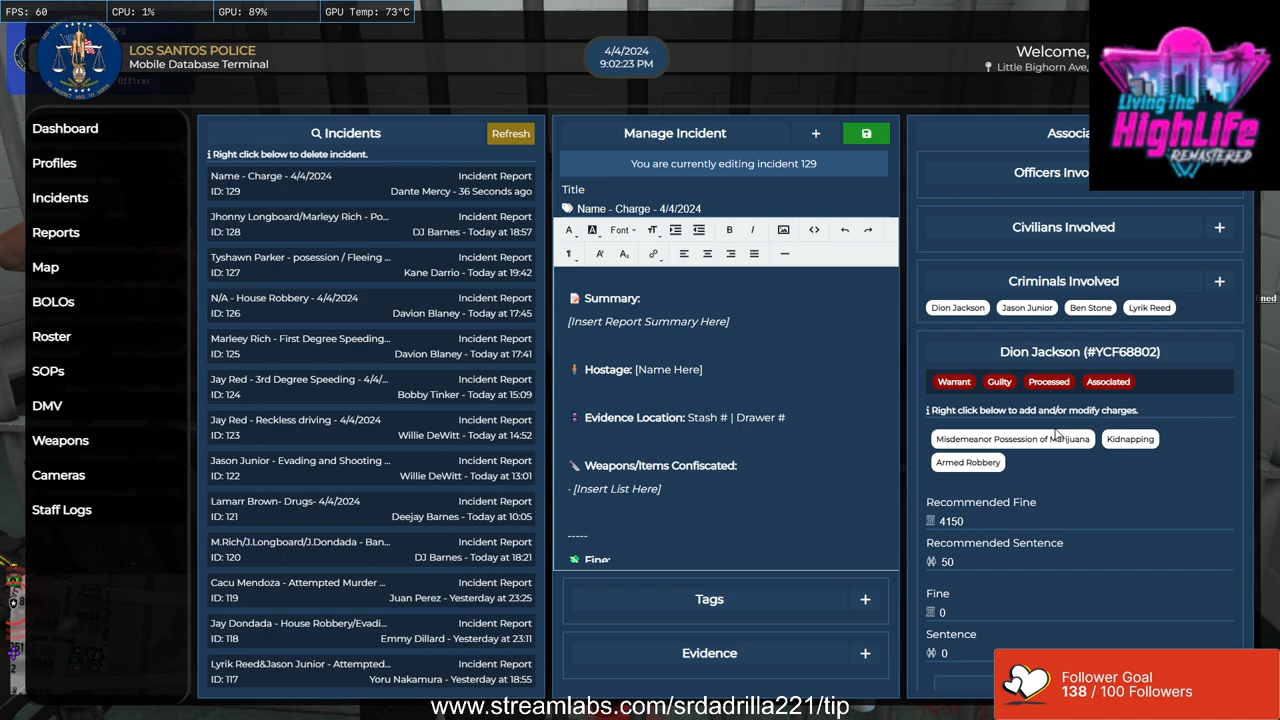 FPS: 60
CPU: 1%
GPU: 89%
GPU Temp: 73°C
LOS SANTOS POLICE
Mobile Database Terminal
Officer
4/4/2024
9:02:23 PM
Welcome,
Little Bighorn Ave,
Living The
HighLife
REMASTERED
Dashboard
Profiles
Incidents
Reports
Map
BOLOs
Roster
SOPs
DMV
Weapons
Cameras
Staff Logs
Incidents
Refresh
Right click below to delete incident.
Name - Charge - 4/4/2024 Incident Report
ID: 129 Dante Mercy - 36 Seconds ago
Jhonny Longboard/Marleyy Rich - Po... Incident Report
ID: 128 DJ Barnes - Today at 18:57
Tyshawn Parker - posession / Fleeing ... Incident Report
ID: 127 Kane Darrio - Today at 19:42
N/A - House Robbery - 4/4/2024 Incident Report
ID: 126 Davion Blaney - Today at 17:45
Marleey Rich - First Degree Speeding... Incident Report
ID: 125 Davion Blaney - Today at 17:41
Jay Red - 3rd Degree Speeding - 4/4/... Incident Report
ID: 124 Bobby Tinker - Today at 15:09
Jay Red - Reckless driving - 4/4/2024 Incident Report
ID: 123 Willie DeWitt - Today at 14:52
Jason Junior - Evading and Shooting ... Incident Report
ID: 122 Willie DeWitt - Today at 13:01
Lamarr Brown- Drugs- 4/4/2024 Incident Report
ID: 121 Deejay Barnes - Today at 10:05
M.Rich/J.Longboard/J.Dondada - Ban... Incident Report
ID: 120 DJ Barnes - Today at 18:21
Cacu Mendoza - Attempted Murder ... Incident Report
ID: 119 Juan Perez - Yesterday at 23:25
Jay Dondada - House Robbery/Evadi... Incident Report
ID: 118 Emmy Dillard - Yesterday at 23:11
Lyrik Reed&Jason Junior - Attempted... Incident Report
ID: 117 Yoru Nakamura - Yesterday at 18:55
Manage Incident
You are currently editing incident 129
Title
Name - Charge - 4/4/2024
Font
Summary:
[Insert Report Summary Here]
Hostage: [Name Here]
Evidence Location: Stash # | Drawer #
Weapons/Items Confiscated:
· [Insert List Here]
-----
Fine:
Tags
Evidence
Associa
Officers Invo
Civilians Involved
Criminals Involved
Dion Jackson Jason Junior Ben Stone Lyrik Reed
Dion Jackson (#YCF68802)
Warrant Guilty Processed Associated
Right click below to add and/or modify charges.
Misdemeanor Possession of Marijuana Kidnapping
Armed Robbery
Recommended Fine
4150
Recommended Sentence
50
Fine
0
Sentence
0
Follower Goal
138 / 100 Followers
www.streamlabs.com/srdadrilla221/tip